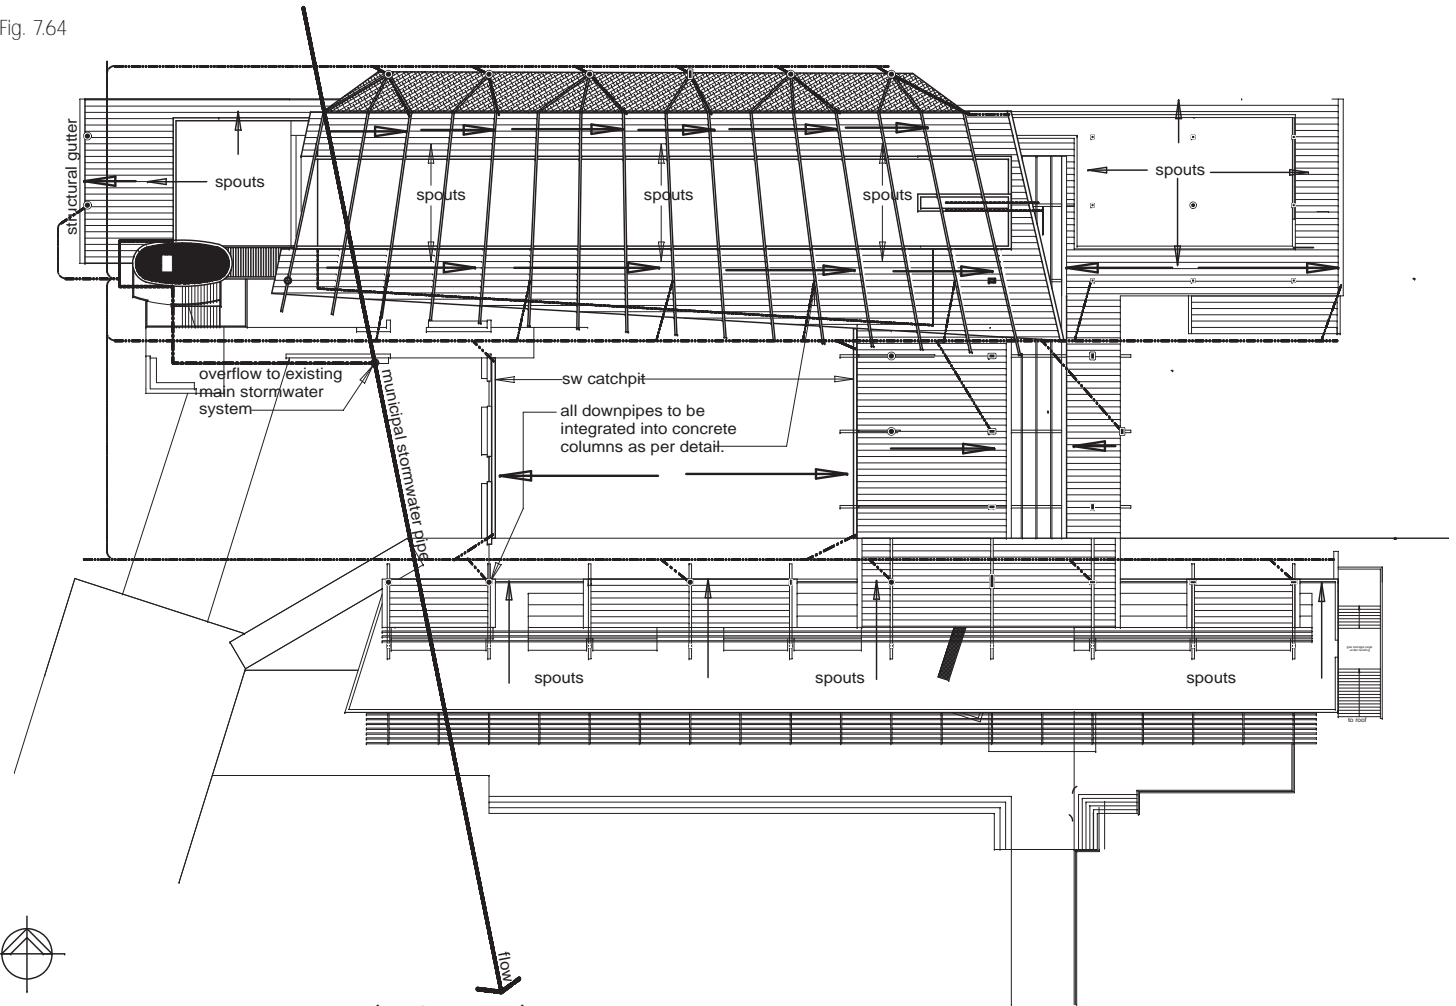 Fig. 7.64
structural gutter
spouts
spouts
spouts
spouts
spouts
overflow to existing
main stormwater
system
municipal stormwater pipe
sw catchpit
all downpipes to be
integrated into concrete
columns as per detail.
spouts
spouts
spouts
to roof
flow